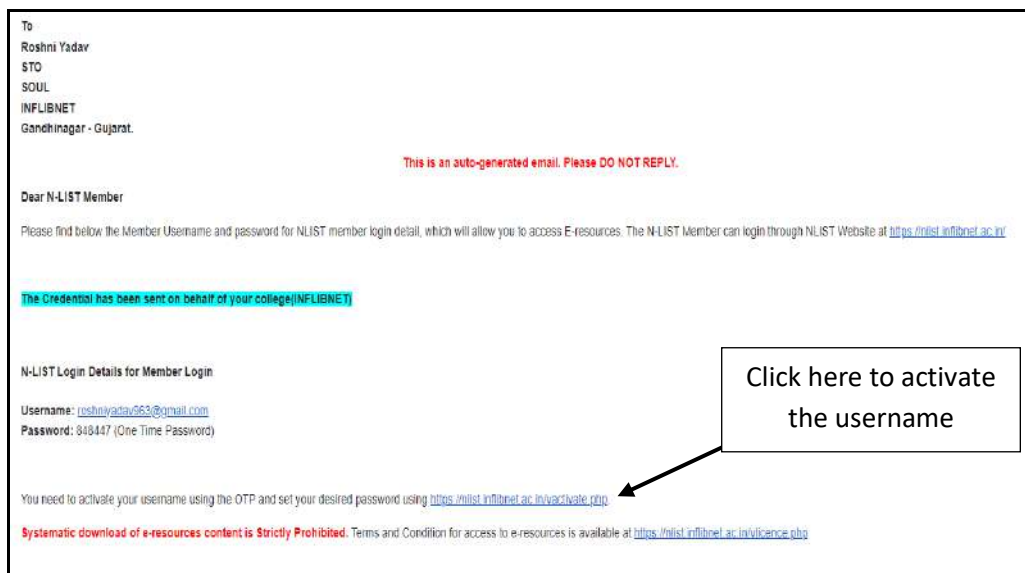 To
Roshni Yadav
STO
SOUL
INFLIBNET
Gandhinagar - Gujarat.
This is an auto-generated email. Please DO NOT REPLY.
Dear N-LIST Member
Please find below the Member Username and password for NLIST member login detail, which will allow you to access E-resources. The N-LIST Member can login through NLIST Website at https://nlist.inflibnet.ac.in/
The Credential has been sent on behalf of your college(INFLIBNET)
N-LIST Login Details for Member Login
Click here to activate
the username
Username: roshniyadav963@gmail.com
Password: 848447 (One Time Password)
You need to activate your username using the OTP and set your desired password using https://nlist.inflibnet.ac.in/vactivate.php.
Systematic download of e-resources content is Strictly Prohibited. Terms and Condition for access to e-resources is available at https://nlist.inflibnet.ac.in/vlicence.php